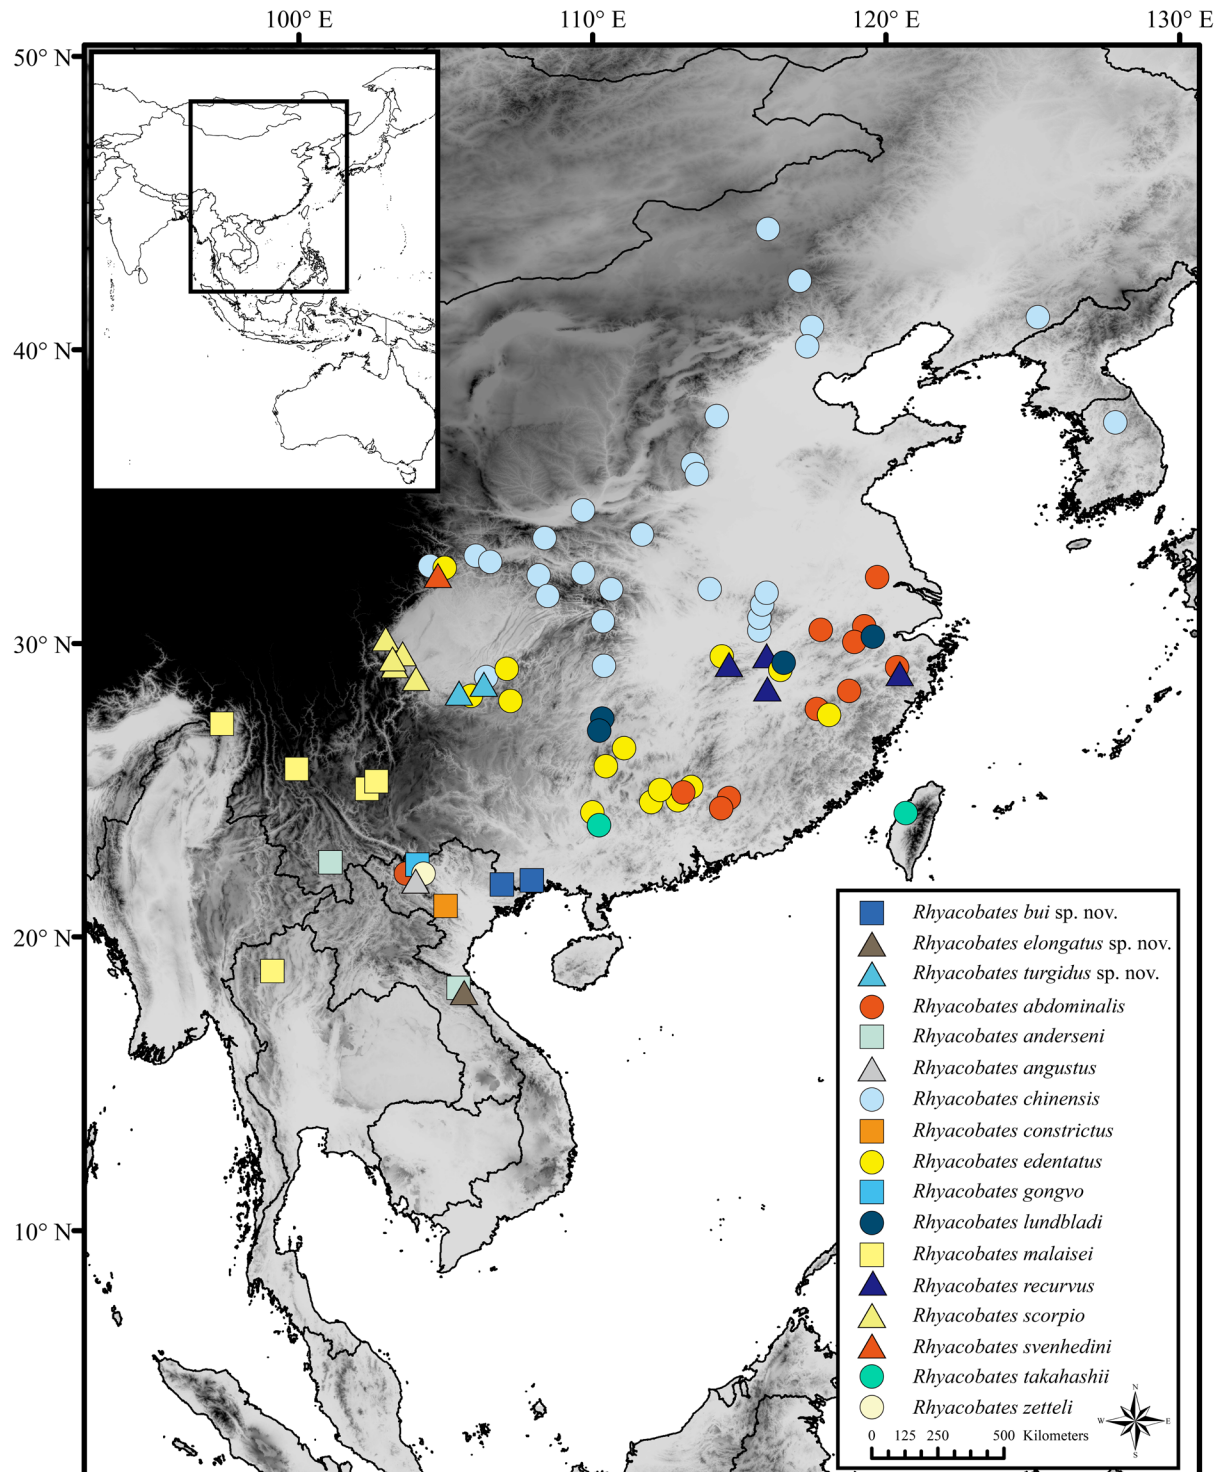 100° E 110° E 120° E 130° E
50° N
40° N
30° N
20° N
10° N
Rhyacobates bui sp. nov.
Rhyacobates elongatus sp. nov.
Rhyacobates turgidus sp. nov.
Rhyacobates abdominalis
Rhyacobates anderseni
Rhyacobates angustus
Rhyacobates chinensis
Rhyacobates constrictus
Rhyacobates edentatus
Rhyacobates gongvo
Rhyacobates lundbladi
Rhyacobates malaisei
Rhyacobates recurvus
Rhyacobates scorpio
Rhyacobates svenhedini
Rhyacobates takahashii
Rhyacobates zetteli
N
W E
S
0 125 250 500 Kilometers